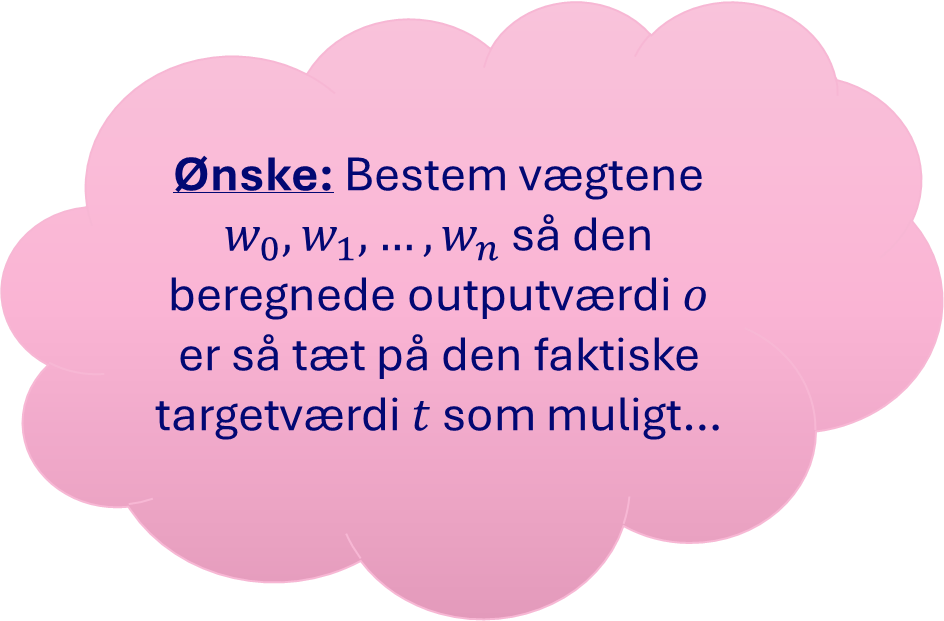 Ønske: Bestem vægtene
w₀, w₁, … , wₙ så den
beregnede outputværdi o
er så tæt på den faktiske
targetværdi t som muligt...